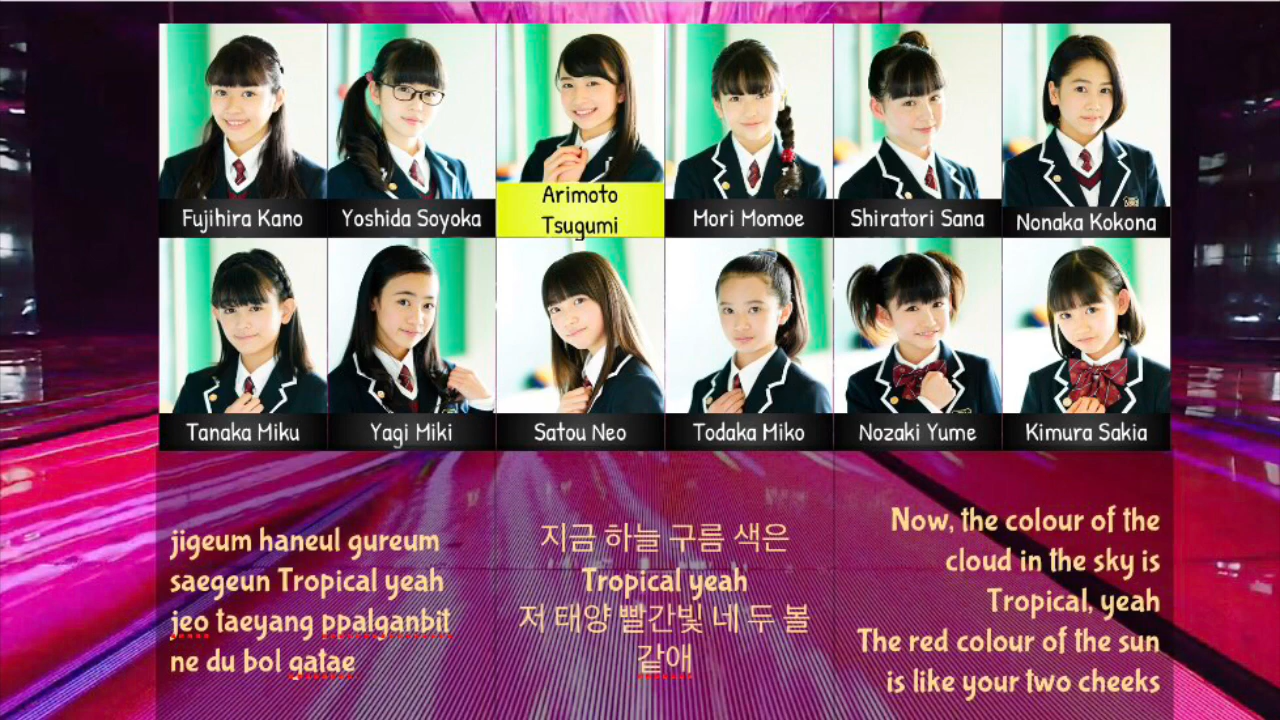 Fujihira Kano
Yoshida Soyoka
Arimoto
Tsugumi
Mori Momoe
Shiratori Sana
Nonaka Kokona
Tanaka Miku
Yagi Miki
Satou Neo
Todaka Miko
Nozaki Yume
Kimura Sakia
jigeum haneul gureum
saegeun Tropical yeah
jeo taeyang ppalganbit
ne du bol gatae
지금 하늘 구름 색은
Tropical yeah
저 태양 빨간빛 네 두 볼
같애
Now, the colour of the
cloud in the sky is
Tropical, yeah
The red colour of the sun
is like your two cheeks